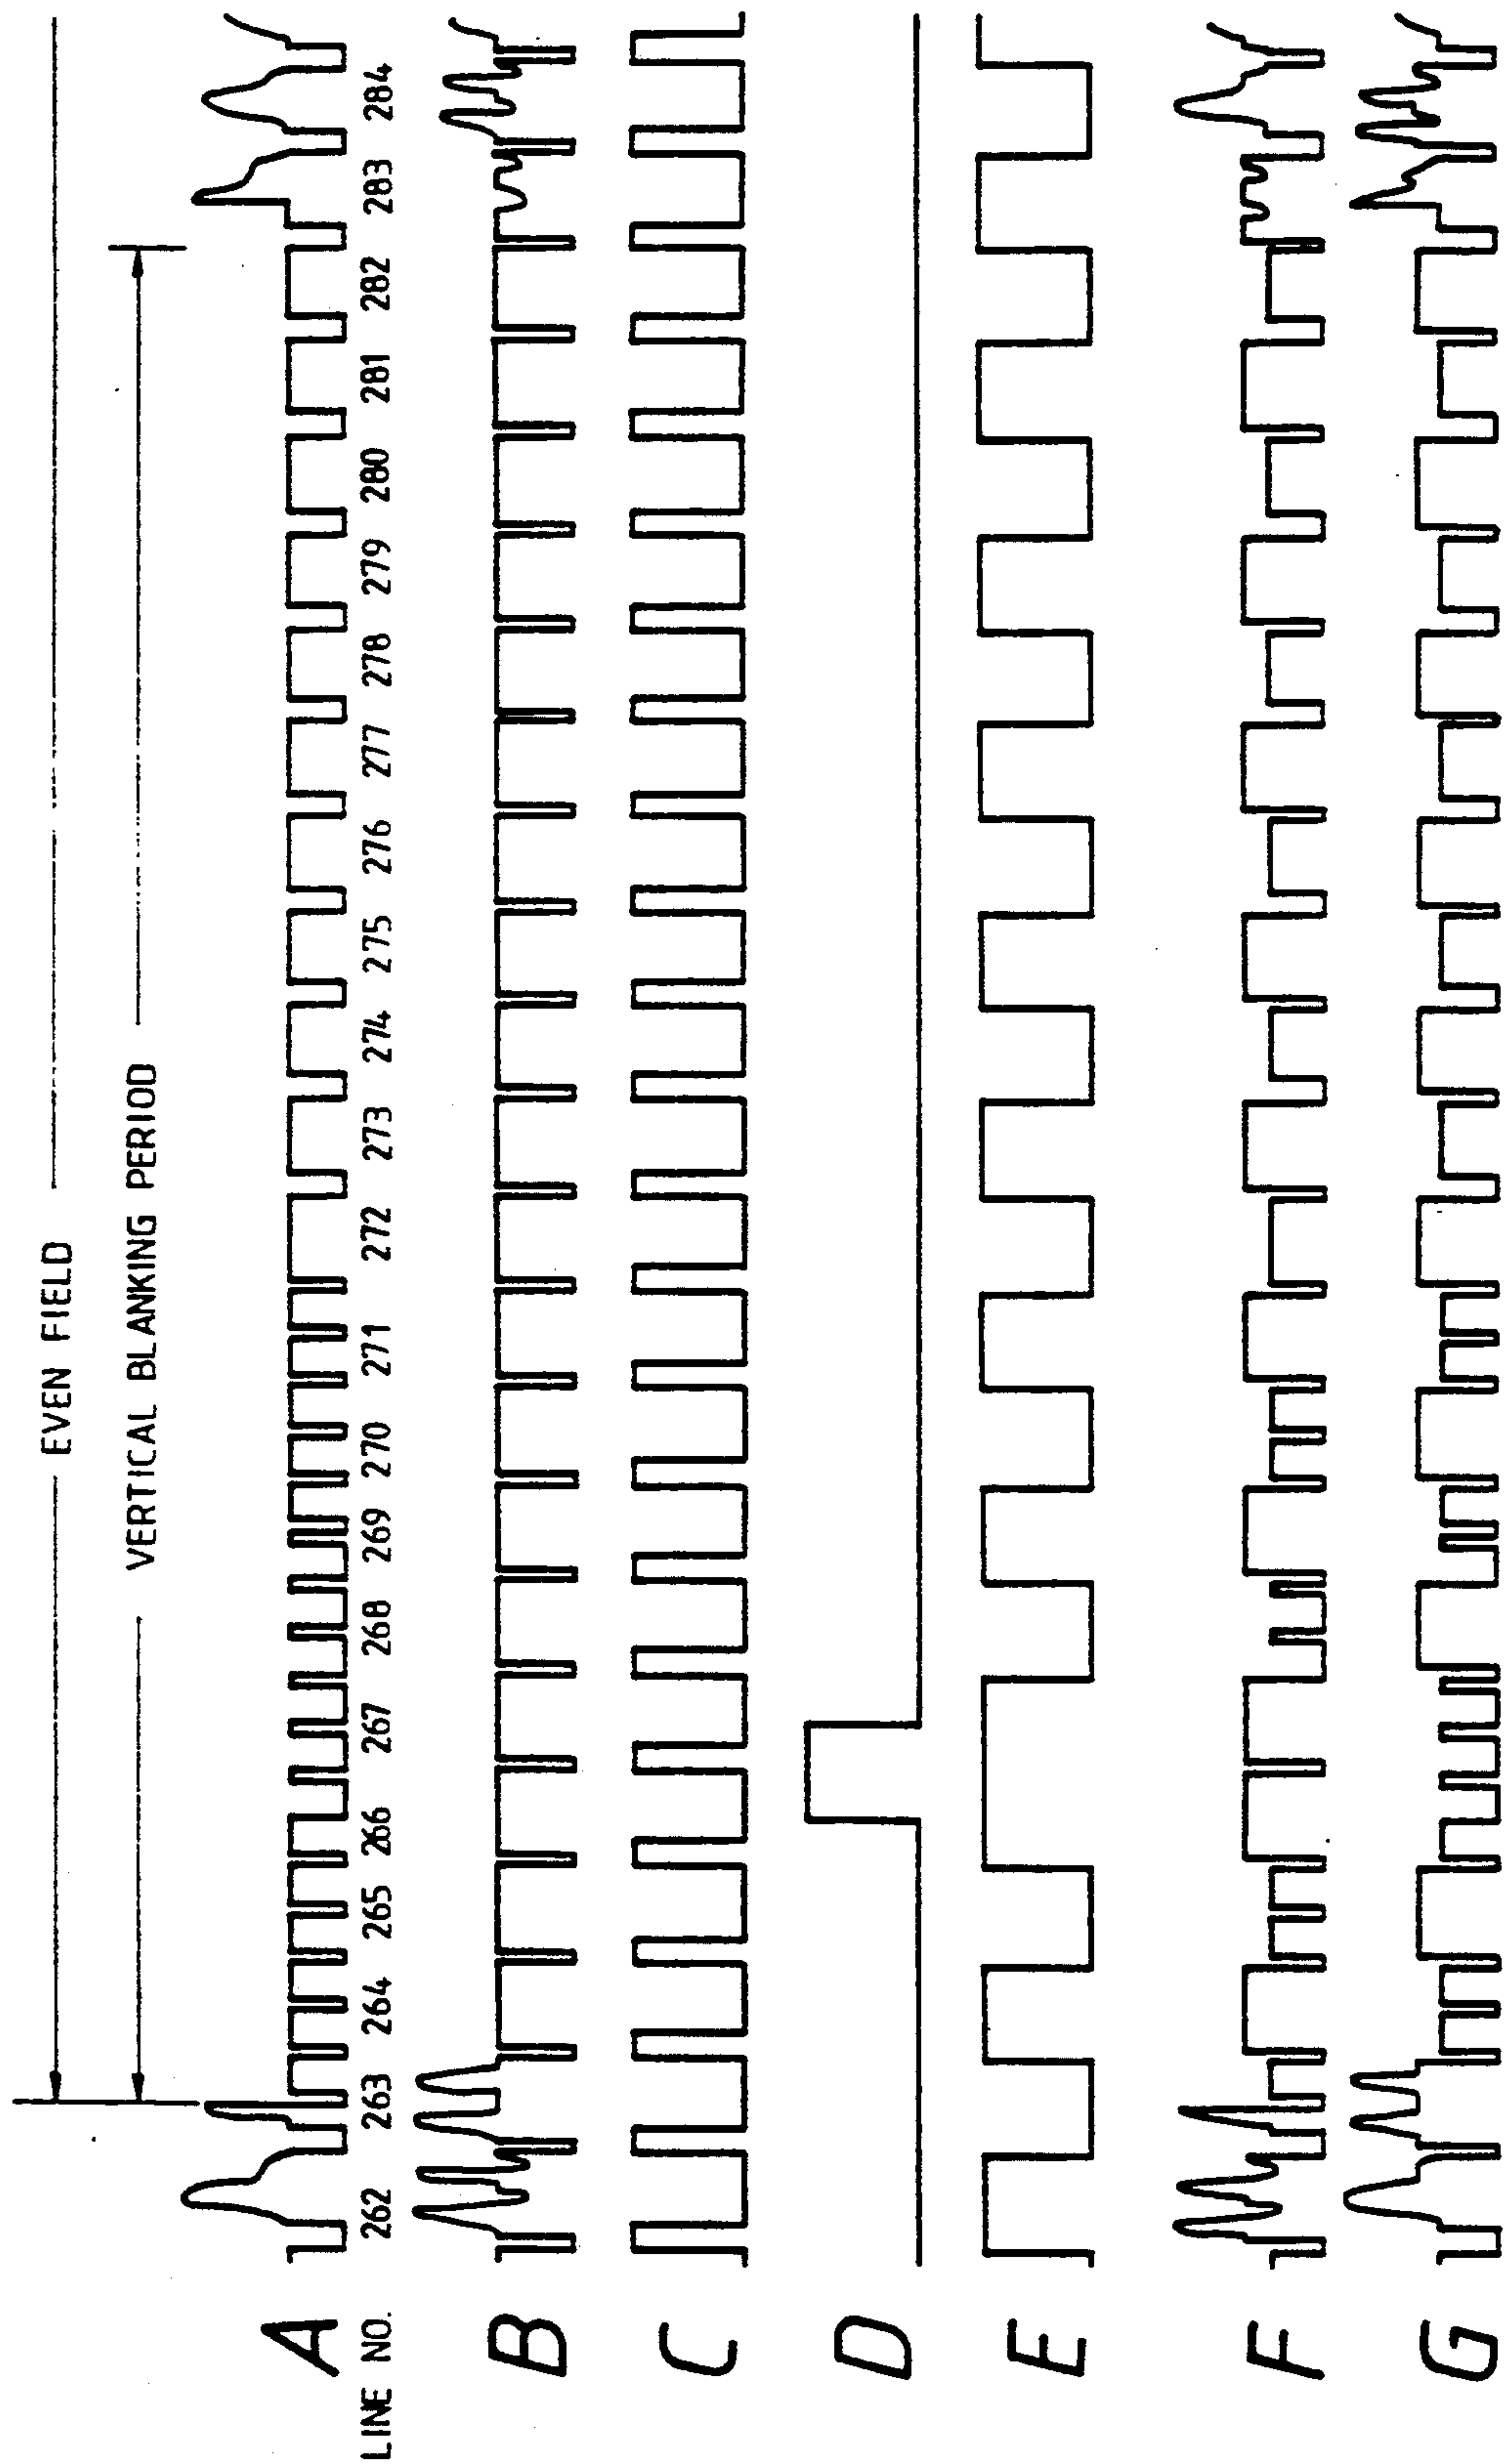 EVEN FIELD
VERTICAL BLANKING PERIOD
A
LINE NO. 262 263 264 265 266 267 268 269 270 271 272 273 274 275 276 277 278 279 280 281 282 283 284
B
C
D
E
F
G